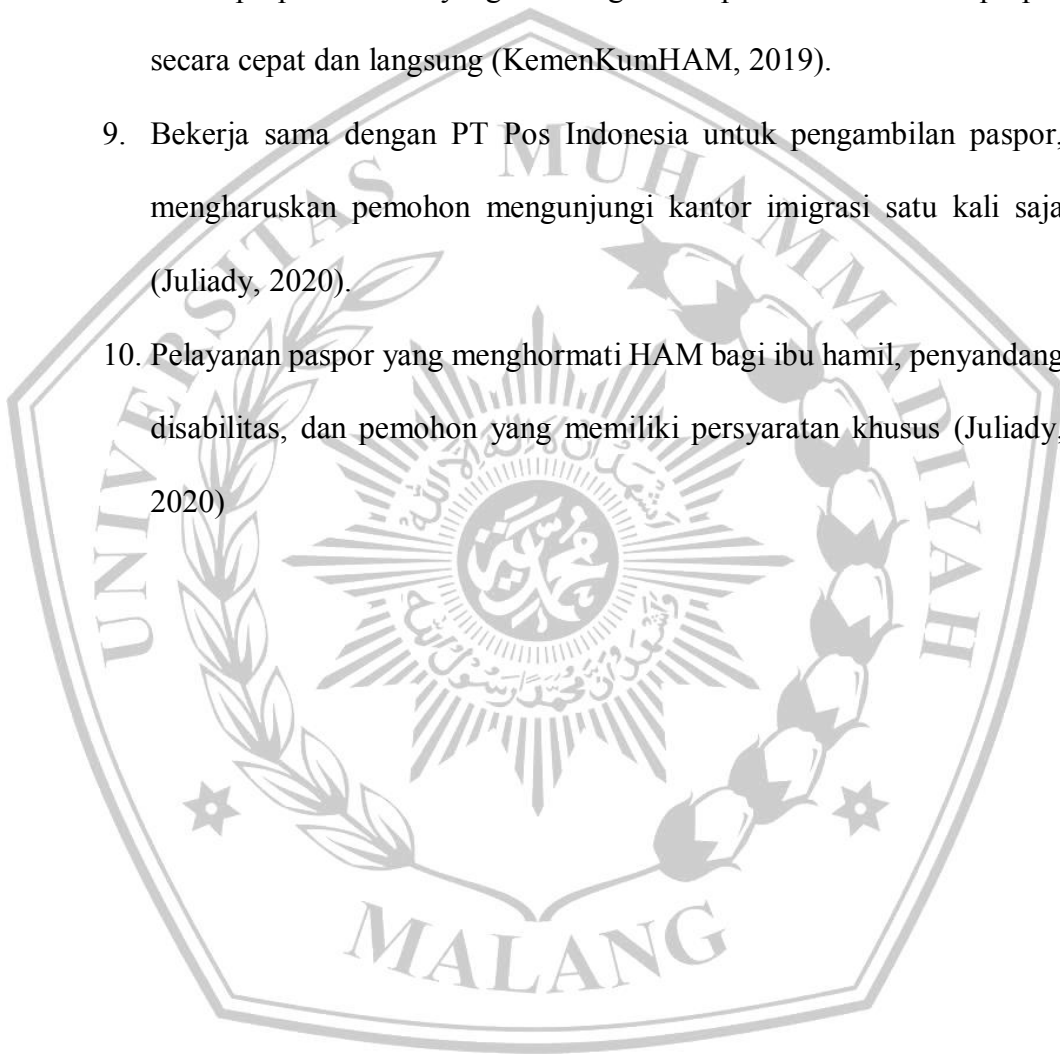 secara cepat dan langsung (KemenKumHAM, 2019).
9. Bekerja sama dengan PT Pos Indonesia untuk pengambilan paspor,
mengharuskan pemohon mengunjungi kantor imigrasi satu kali saja
(Juliady, 2020).
10. Pelayanan paspor yang menghormati HAM bagi ibu hamil, penyandang
disabilitas, dan pemohon yang memiliki persyaratan khusus (Juliady,
2020)
UNIVERSITAS MUHAMMADIYAH
MALANG